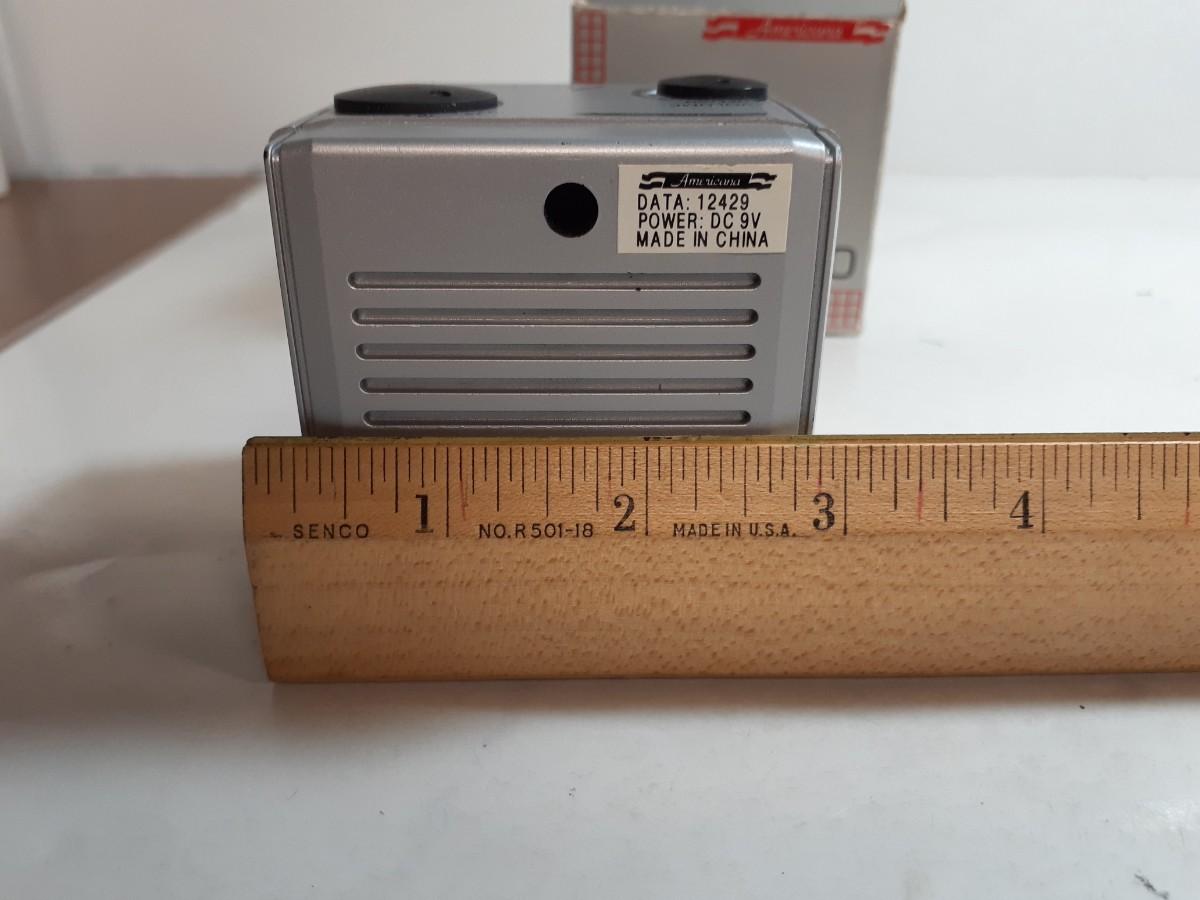 Americana
Americana
DATA: 12429
POWER: DC 9V
MADE IN CHINA
1 2 3 4
SENCO NO. R 501-18 MADE IN U.S.A.